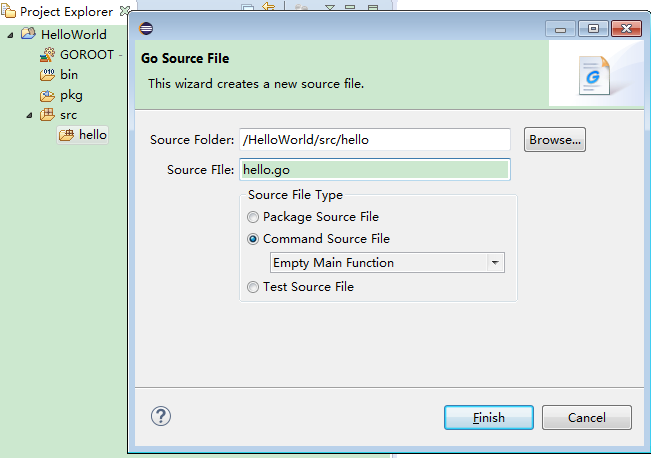 Project Explorer
HelloWorld
GOROOT -
bin
pkg
src
hello
Go Source File
This wizard creates a new source file.
Source Folder: /HelloWorld/src/hello Browse...
Source FIle: hello.go
Source File Type
Package Source File
Command Source File
Empty Main Function
Test Source File
Finish Cancel